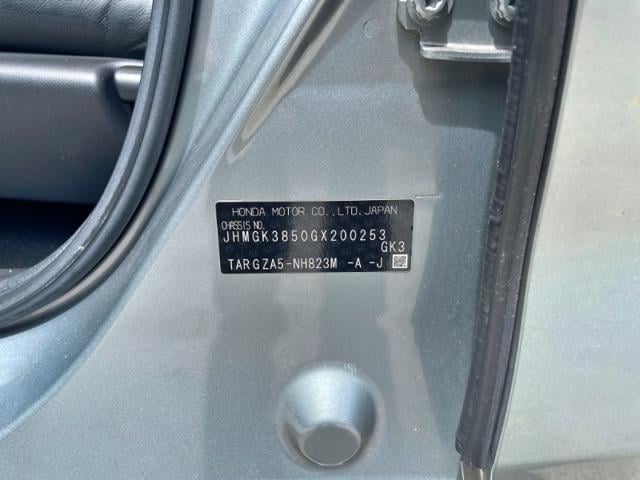 HONDA MOTOR CO.,LTD.JAPAN
CHASSIS NO.
JHMGK3850GX200253
GK3
TARGZA5-NH823M -A -J